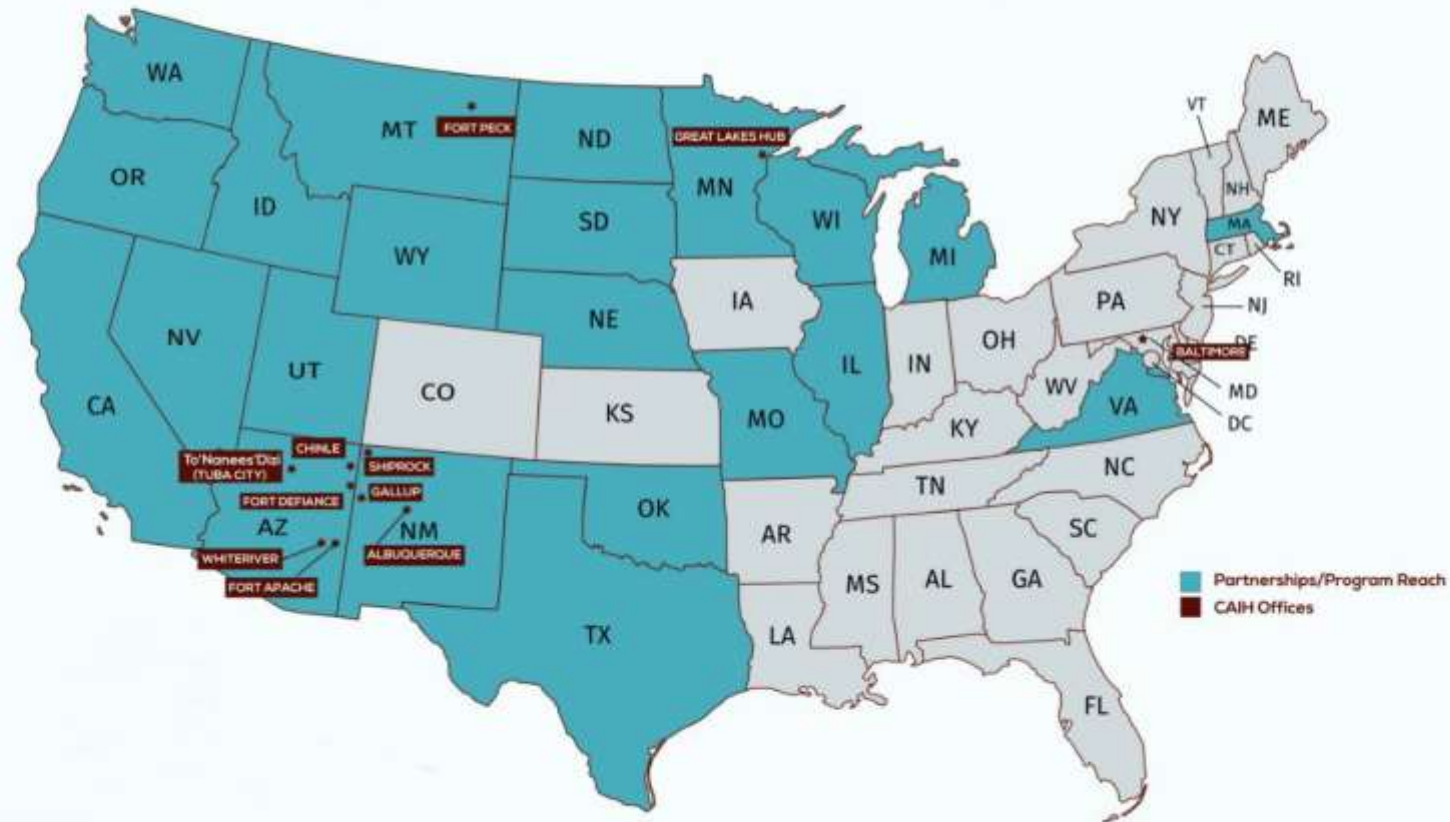 WA
MT
FORT PECK
ND
GREAT LAKES HUB
MN
VT
ME
OR
ID
SD
WI
MI
NY
NH
MA
CT
RI
WY
NE
IA
PA
NJ
NV
UT
CO
KS
MO
IL
IN
OH
WV
VA
DE
BALTIMORE
MD
DC
CA
KY
To'Nanees'Dizi
(TUBA CITY)
CHINLE
SHIPROCK
FORT DEFIANCE
GALLUP
AZ
NM
WHITERIVER
ALBUQUERQUE
FORT APACHE
OK
AR
TN
NC
SC
TX
LA
MS
AL
GA
FL
Partnerships/Program Reach
CAIH Offices